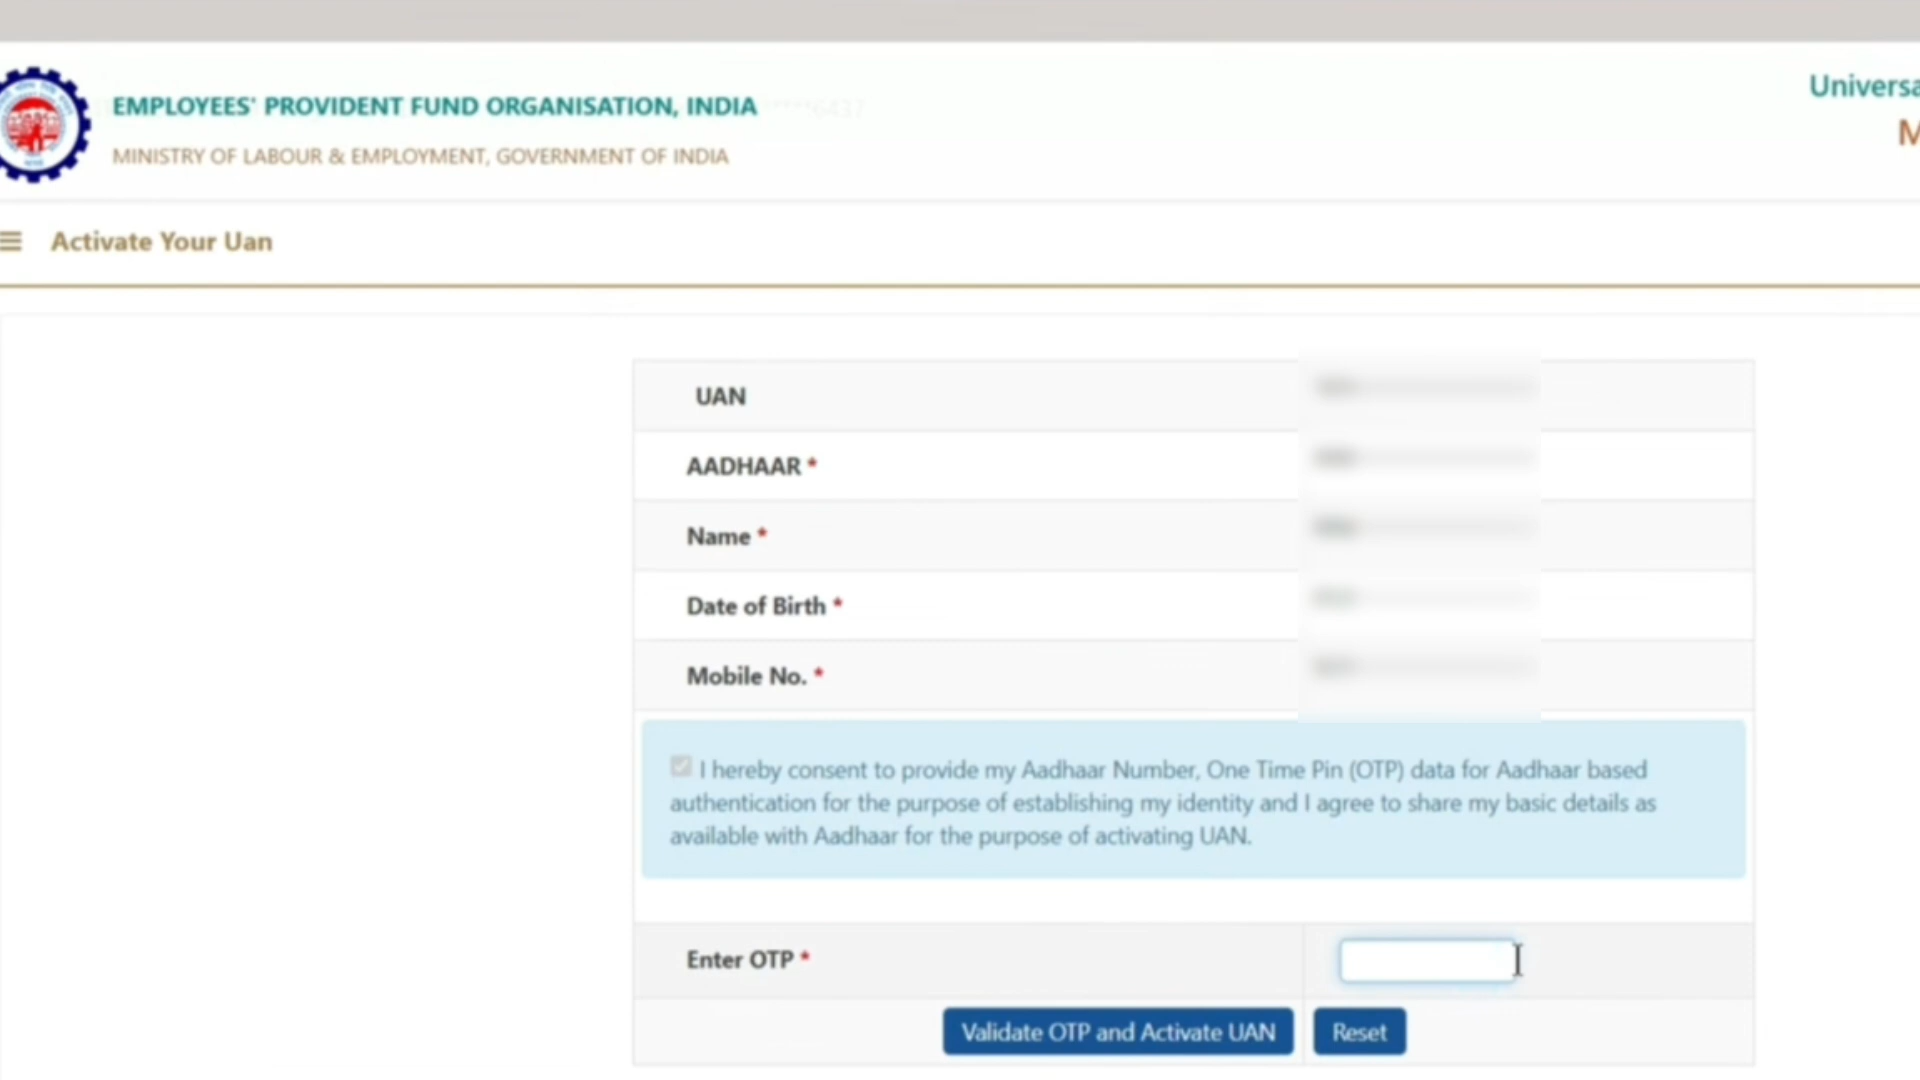 EMPLOYEES' PROVIDENT FUND ORGANISATION, INDIA
MINISTRY OF LABOUR & EMPLOYMENT, GOVERNMENT OF INDIA
Universa
M
Activate Your Uan
UAN
AADHAAR *
Name *
Date of Birth *
Mobile No. *
I hereby consent to provide my Aadhaar Number, One Time Pin (OTP) data for Aadhaar based
authentication for the purpose of establishing my identity and I agree to share my basic details as
available with Aadhaar for the purpose of activating UAN.
Enter OTP *
Validate OTP and Activate UAN
Reset